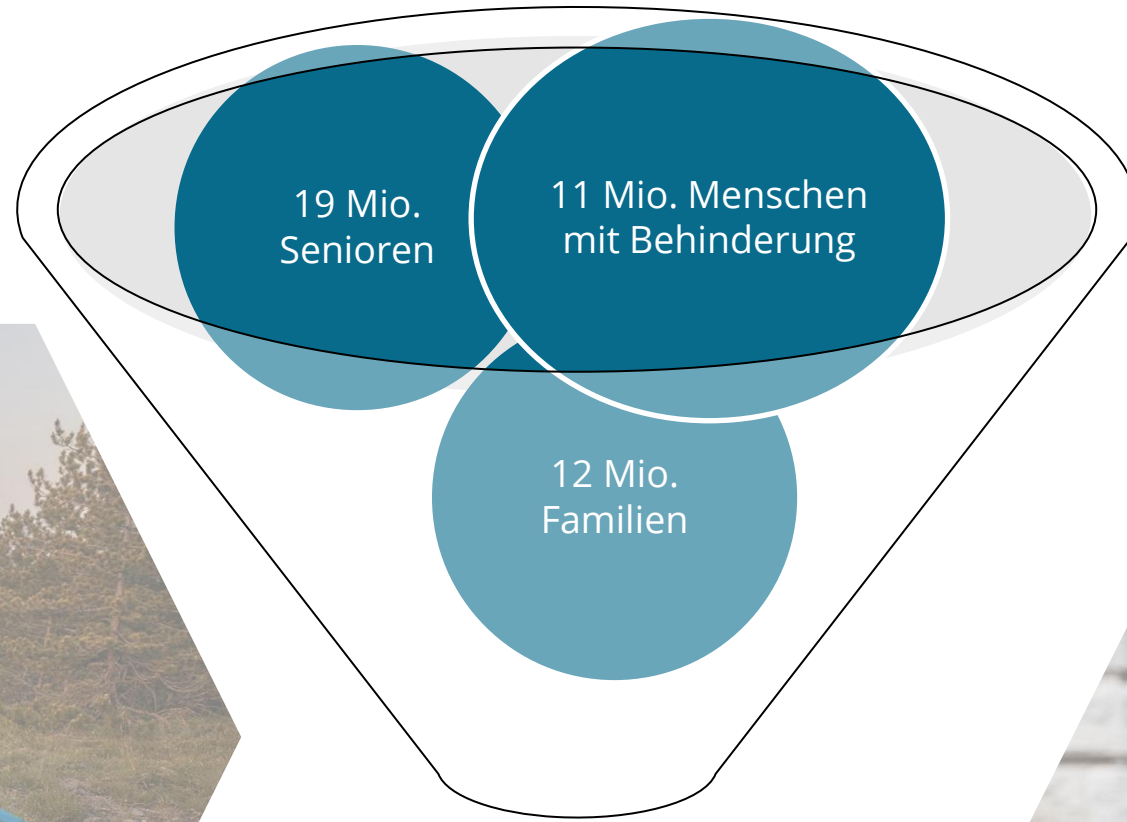 19 Mio.
Senioren
11 Mio. Menschen
mit Behinderung
12 Mio.
Familien